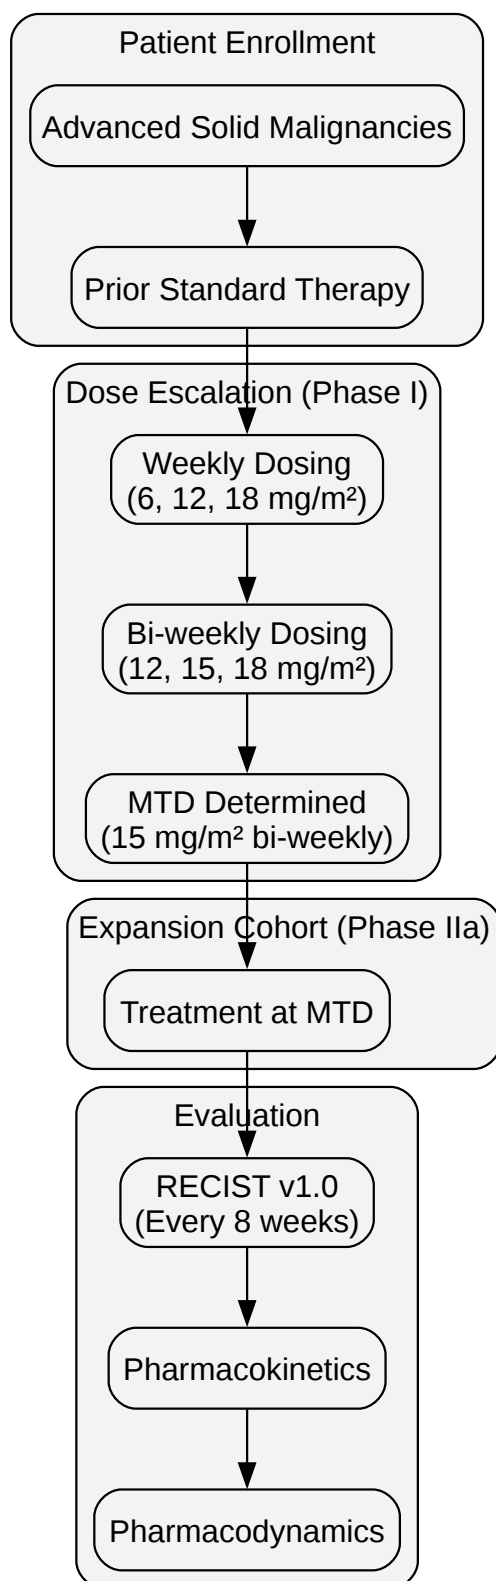 Patient Enrollment
Advanced Solid Malignancies
Prior Standard Therapy
Dose Escalation (Phase I)
Weekly Dosing
(6, 12, 18 mg/m²)
Bi-weekly Dosing
(12, 15, 18 mg/m²)
MTD Determined
(15 mg/m² bi-weekly)
Expansion Cohort (Phase IIa)
Treatment at MTD
Evaluation
RECIST v1.0
(Every 8 weeks)
Pharmacokinetics
Pharmacodynamics